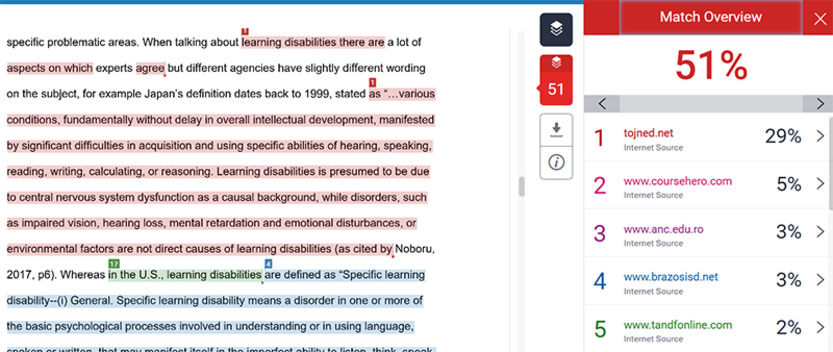 1
specific problematic areas. When talking about learning disabilities there are a lot of
aspects on which experts agree but different agencies have slightly different wording
1
on the subject, for example Japan's definition dates back to 1999, stated as "…various
conditions, fundamentally without delay in overall intellectual development, manifested
by significant difficulties in acquisition and using specific abilities of hearing, speaking,
reading, writing, calculating, or reasoning. Learning disabilities is presumed to be due
to central nervous system dysfunction as a causal background, while disorders, such
as impaired vision, hearing loss, mental retardation and emotional disturbances, or
environmental factors are not direct causes of learning disabilities (as cited by Noboru,
17 4
2017, p6). Whereas in the U.S., learning disabilities are defined as "Specific learning
disability--(i) General. Specific learning disability means a disorder in one or more of
the basic psychological processes involved in understanding or in using language,
spoken or written, that may manifest itself in the imperfect ability to listen, think, speak,
51
Match Overview
51%
1 tojned.net 29%
Internet Source
2 www.coursehero.com 5%
Internet Source
3 www.anc.edu.ro 3%
Internet Source
4 www.brazosisd.net 3%
Internet Source
5 www.tandfonline.com 2%
Internet Source